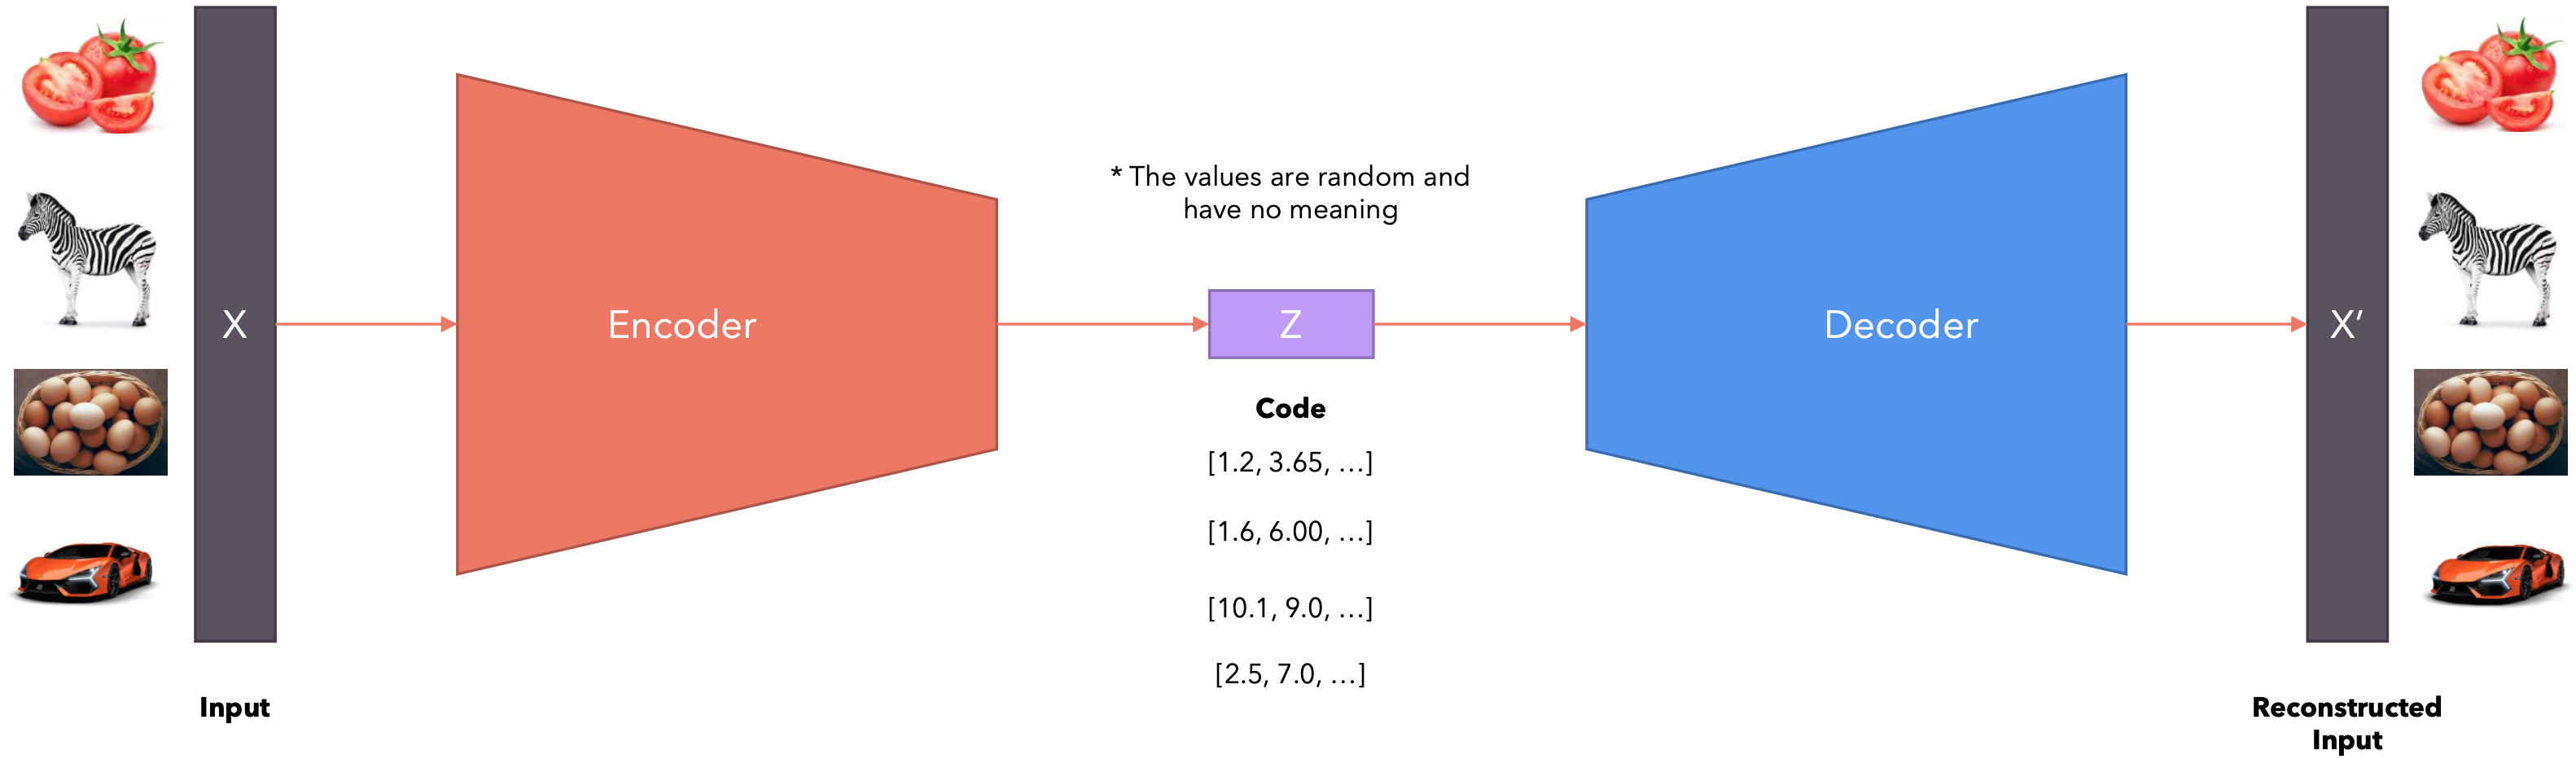 * The values are random and
have no meaning
X
Encoder
Z
Decoder
X’
Code
[1.2, 3.65, …]
[1.6, 6.00, …]
[10.1, 9.0, …]
[2.5, 7.0, …]
Input
Reconstructed
Input